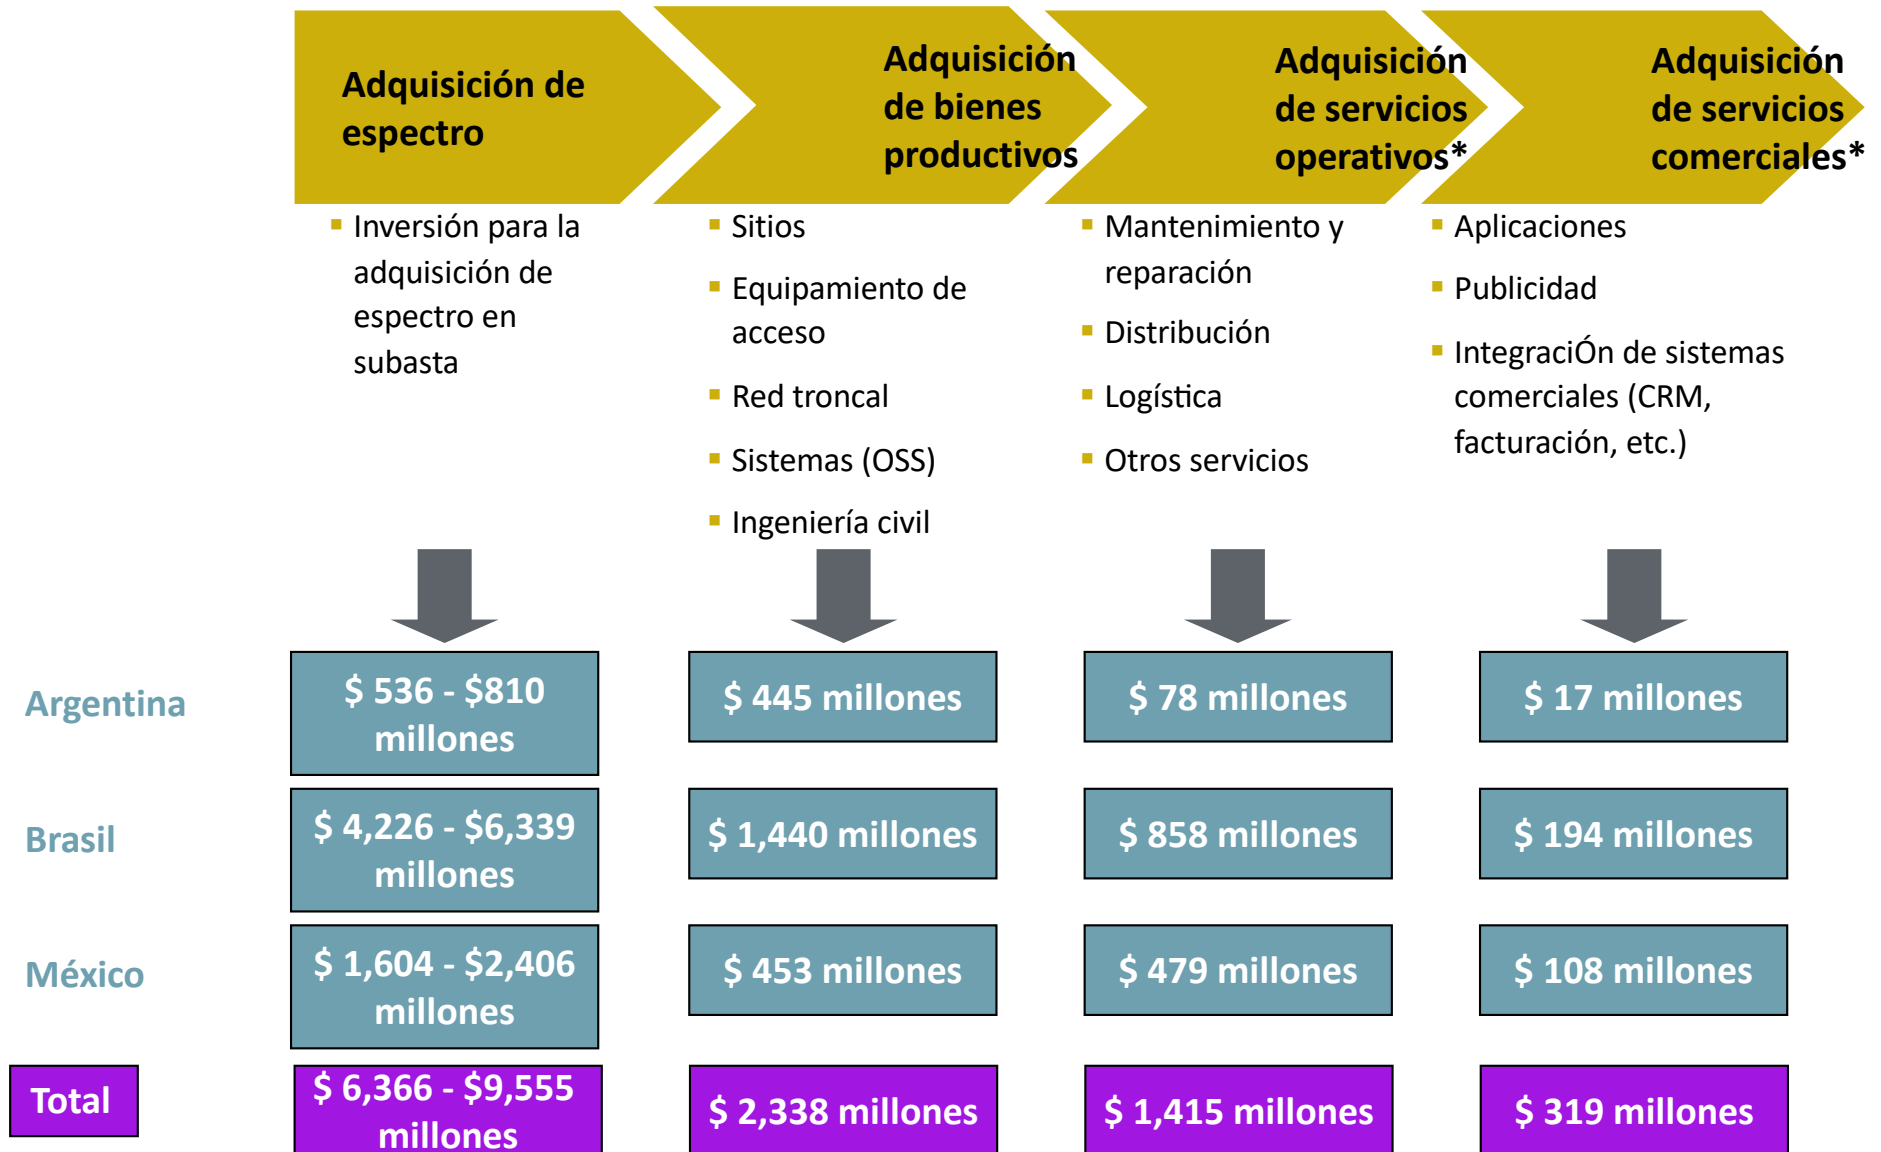 Adquisición de
espectro
Adquisición
de bienes
productivos
Adquisición
de servicios
operativos*
Adquisición
de servicios
comerciales*
Inversión para la
adquisición de
espectro en
subasta
Sitios
Equipamiento de
acceso
Red troncal
Sistemas (OSS)
Ingeniería civil
Mantenimiento y
reparación
Distribución
Logística
Otros servicios
Aplicaciones
Publicidad
IntegraciÓn de sistemas
comerciales (CRM,
facturación, etc.)
Argentina
$ 536 - $810
millones
$ 445 millones
$ 78 millones
$ 17 millones
Brasil
$ 4,226 - $6,339
millones
$ 1,440 millones
$ 858 millones
$ 194 millones
México
$ 1,604 - $2,406
millones
$ 453 millones
$ 479 millones
$ 108 millones
Total
$ 6,366 - $9,555
millones
$ 2,338 millones
$ 1,415 millones
$ 319 millones